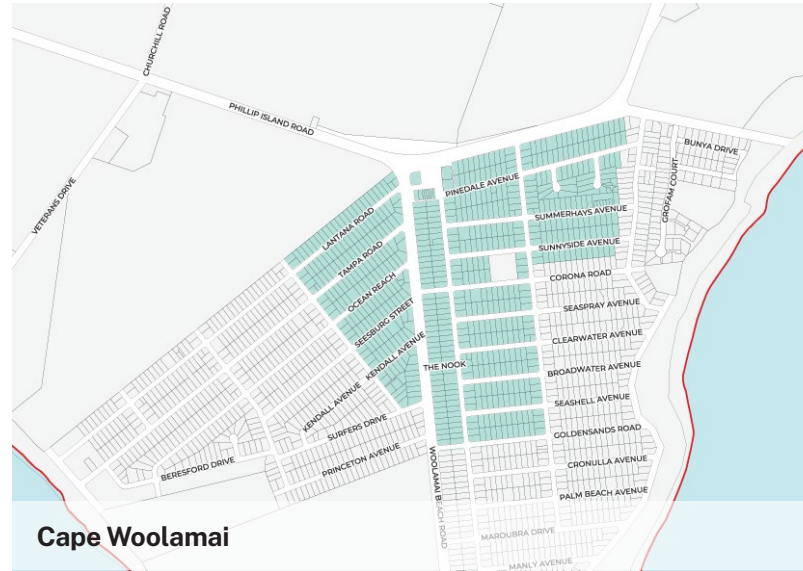 CHURCHILL ROAD
PHILLIP ISLAND ROAD
VETERANS DRIVE
BUNYA DRIVE
GROFAM COURT
PINEDALE AVENUE
LANTANA ROAD
SUMMERHAYS AVENUE
TAMPA ROAD
SUNNYSIDE AVENUE
OCEAN REACH
CORONA ROAD
SEESBURG STREET
SEASPRAY AVENUE
CLEARWATER AVENUE
KENDALL AVENUE
THE NOOK
BROADWATER AVENUE
KENDALL AVENUE
SEASHELL AVENUE
SURFERS DRIVE
GOLDENSANDS ROAD
PRINCETON AVENUE
BERESFORD DRIVE
WOOLAMAI BEACH ROAD
CRONULLA AVENUE
PALM BEACH AVENUE
MAROUBRA DRIVE
MANLY AVENUE
Cape Woolamai